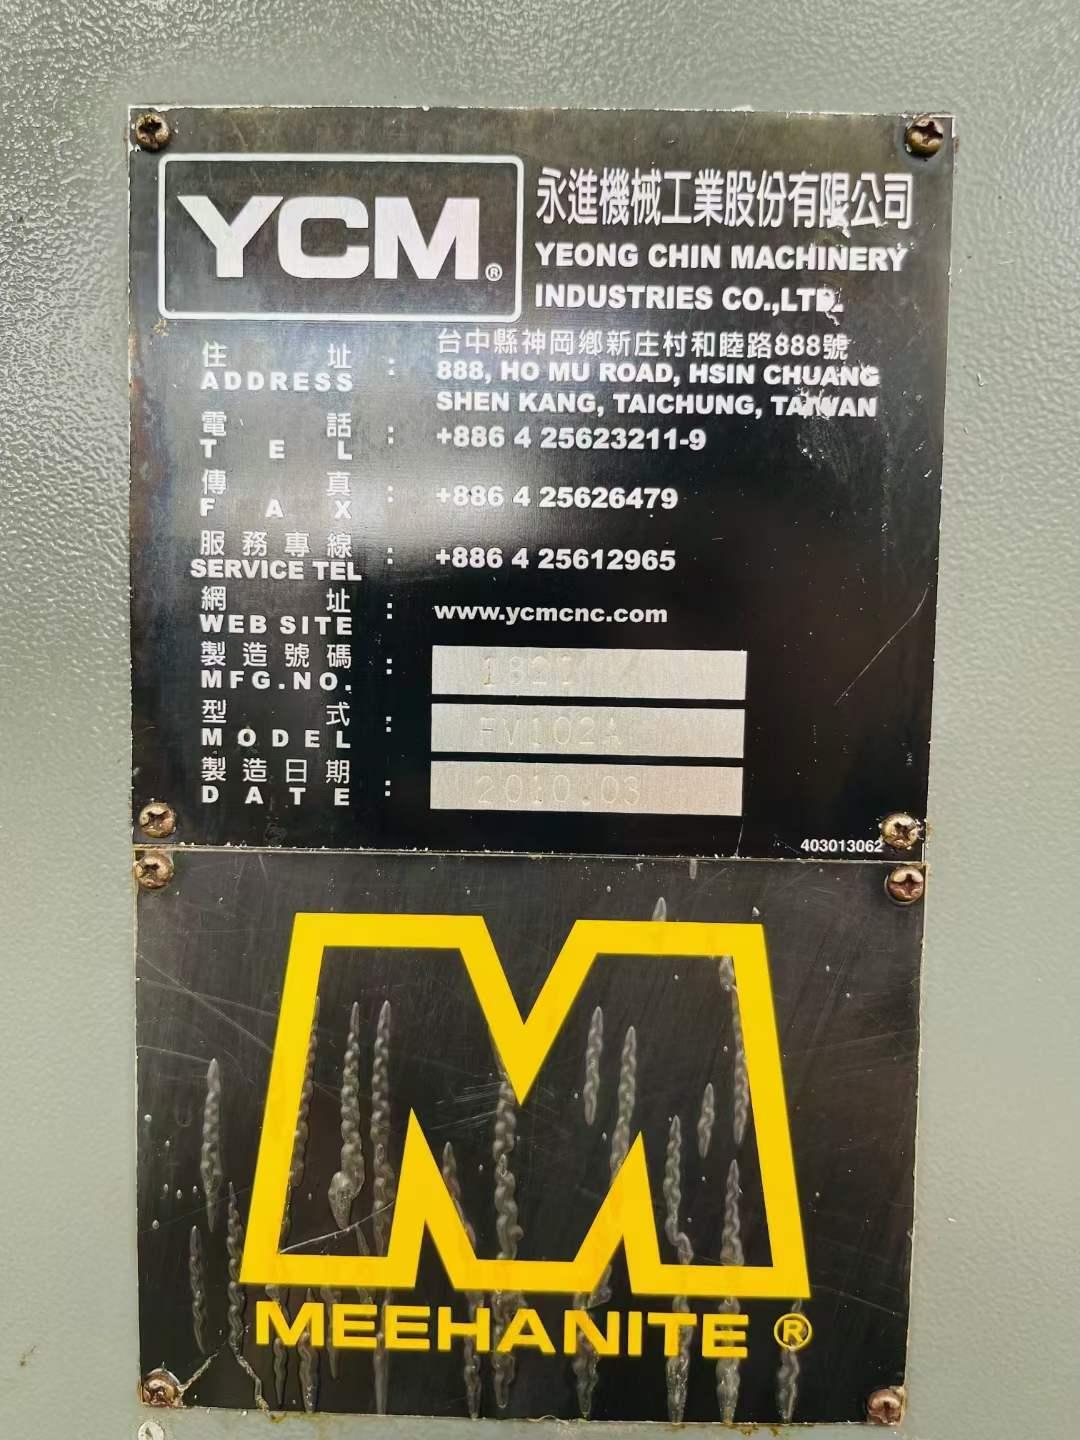 YCM®
永進機械工業股份有限公司
YEONG CHIN MACHINERY
INDUSTRIES CO.,LTD.
住址 : 台中縣神岡鄉新庄村和睦路888號
ADDRESS 888, HO MU ROAD, HSIN CHUANG
SHEN KANG, TAICHUNG, TAIWAN
電話 : +886 4 25623211-9
TEL
傳真 : +886 4 25626479
FAX
服務專線 : +886 4 25612965
SERVICE TEL
網址 : www.ycmcnc.com
WEB SITE
製造號碼 :
MFG.NO.
型式 : FV102A
MODEL
製造日期 : 2010.03
DATE
403013062
MEEHANITE®